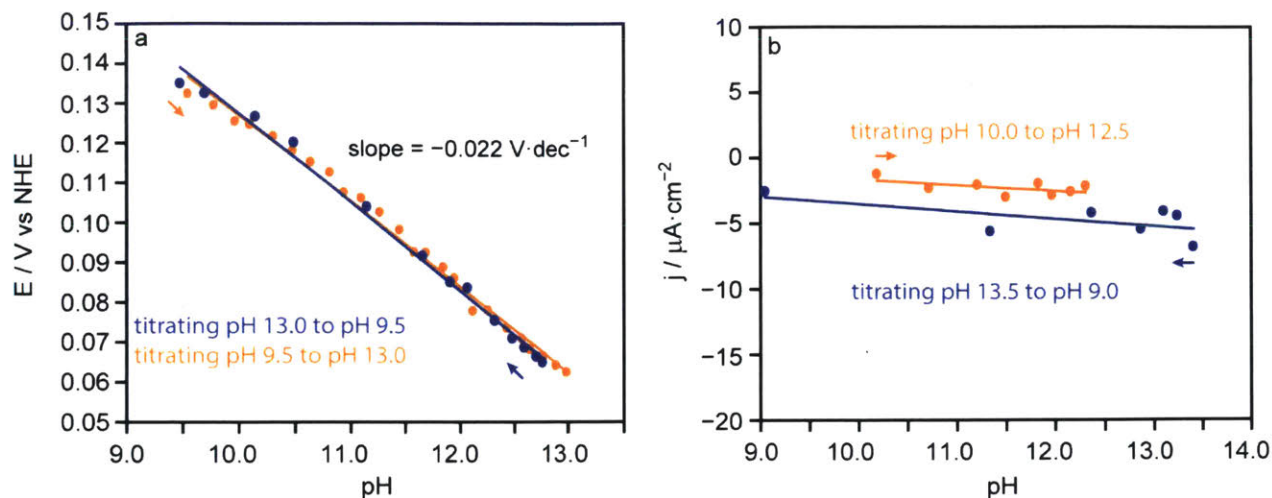 a
E / V vs NHE
0.15
0.14
0.13
0.12
0.11
0.10
0.09
0.08
0.07
0.06
0.05
slope = −0.022 V·dec⁻¹
titrating pH 13.0 to pH 9.5
titrating pH 9.5 to pH 13.0
9.0 10.0 11.0 12.0 13.0
pH
b
j / μA·cm⁻²
10
5
0
−5
−10
−15
−20
titrating pH 10.0 to pH 12.5
titrating pH 13.5 to pH 9.0
9.0 10.0 11.0 12.0 13.0 14.0
pH